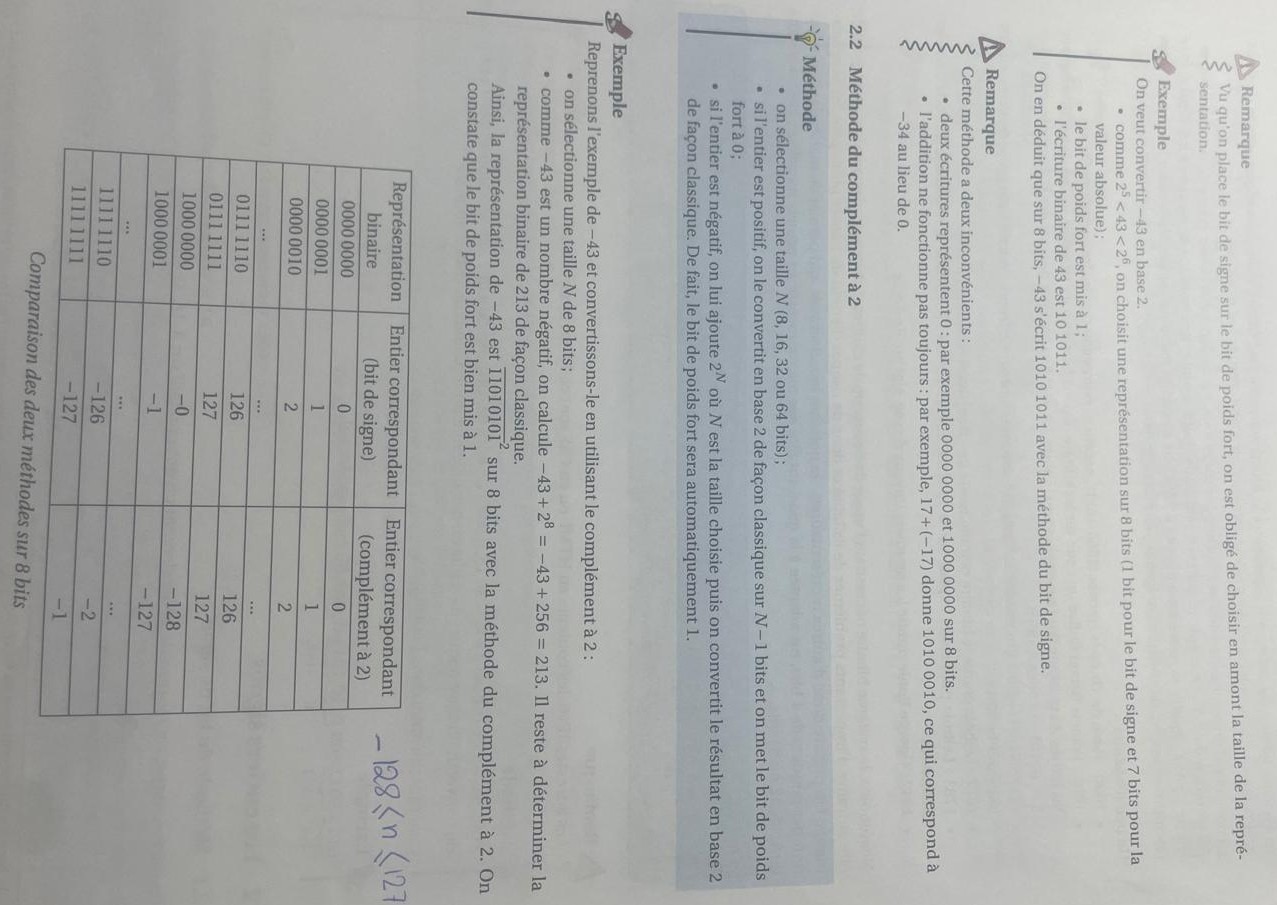 Remarque
Vu qu'on place le bit de signe sur le bit de poids fort, on est obligé de choisir en amont la taille de la repré-
sentation.
Exemple
On veut convertir −43 en base 2.
• comme 2⁵ < 43 < 2⁶, on choisit une représentation sur 8 bits (1 bit pour le bit de signe et 7 bits pour la
valeur absolue) ;
• le bit de poids fort est mis à 1 ;
• l'écriture binaire de 43 est 10 1011.
On en déduit que sur 8 bits, −43 s'écrit 1010 1011 avec la méthode du bit de signe.
Remarque
Cette méthode a deux inconvénients :
• deux écritures représentent 0 : par exemple 0000 0000 et 1000 0000 sur 8 bits.
• l'addition ne fonctionne pas toujours : par exemple, 17 + (−17) donne 1010 0010, ce qui correspond à
−34 au lieu de 0.
2.2 Méthode du complément à 2
Méthode
• on sélectionne une taille N (8, 16, 32 ou 64 bits) ;
• si l'entier est positif, on le convertit en base 2 de façon classique sur N − 1 bits et on met le bit de poids
fort à 0 ;
• si l'entier est négatif, on lui ajoute 2ᴺ où N est la taille choisie puis on convertit le résultat en base 2
de façon classique. De fait, le bit de poids fort sera automatiquement 1.
Exemple
Reprenons l'exemple de −43 et convertissons-le en utilisant le complément à 2 :
• on sélectionne une taille N de 8 bits ;
• comme −43 est un nombre négatif, on calcule −43 + 2⁸ = −43 + 256 = 213. Il reste à déterminer la
représentation binaire de 213 de façon classique.
Ainsi, la représentation de −43 est 1̅1̅0̅1̅0̅1̅0̅1̅² sur 8 bits avec la méthode du complément à 2. On
constate que le bit de poids fort est bien mis à 1.
Représentation binaire | Entier correspondant (bit de signe) | Entier correspondant (complément à 2)
−128 ⩽ n ⩽ 127
0000 0000 | 0 | 0
0000 0001 | 1 | 1
0000 0010 | 2 | 2
... | ... | ...
0111 1110 | 126 | 126
0111 1111 | 127 | 127
1000 0000 | −0 | −128
1000 0001 | −1 | −127
... | ... | ...
1111 1110 | −126 | −2
1111 1111 | −127 | −1
Comparaison des deux méthodes sur 8 bits